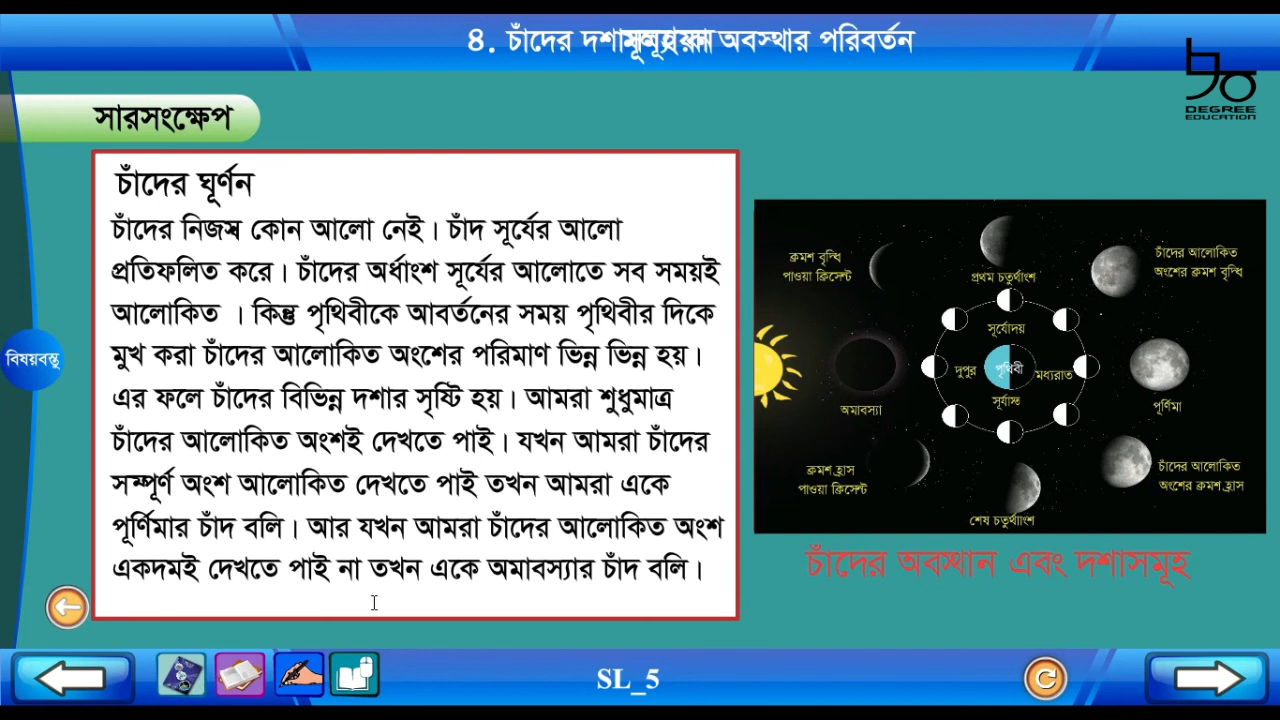 ৪. চাঁদের দশা অবস্থার পরিবর্তন
DEGREE
EDUCATION
সারসংক্ষেপ
চাঁদের ঘূর্ণন
চাঁদের নিজস্ব কোন আলো নেই। চাঁদ সূর্যের আলো
প্রতিফলিত করে। চাঁদের অর্ধাংশ সূর্যের আলোতে সব সময়ই
আলোকিত । কিন্তু পৃথিবীকে আবর্তনের সময় পৃথিবীর দিকে
মুখ করা চাঁদের আলোকিত অংশের পরিমাণ ভিন্ন ভিন্ন হয়।
এর ফলে চাঁদের বিভিন্ন দশার সৃষ্টি হয়। আমরা শুধুমাত্র
চাঁদের আলোকিত অংশই দেখতে পাই। যখন আমরা চাঁদের
সম্পূর্ণ অংশ আলোকিত দেখতে পাই তখন আমরা একে
পূর্ণিমার চাঁদ বলি। আর যখন আমরা চাঁদের আলোকিত অংশ
একদমই দেখতে পাই না তখন একে অমাবস্যার চাঁদ বলি।
বিষয়বস্তু
ক্রমশ বৃদ্ধি
পাওয়া ক্রিসেন্ট
প্রথম চতুর্থাংশ
চাঁদের আলোকিত
অংশের ক্রমশ বৃদ্ধি
সূর্যোদয়
দুপুর
পৃথিবী
মধ্যরাত
সূর্যাস্ত
অমাবস্যা
পূর্ণিমা
ক্রমশ হ্রাস
পাওয়া ক্রিসেন্ট
শেষ চতুর্থাাংশ
চাঁদের আলোকিত
অংশের ক্রমশ হ্রাস
চাঁদের অবস্থান এবং দশাসমূহ
SL_5